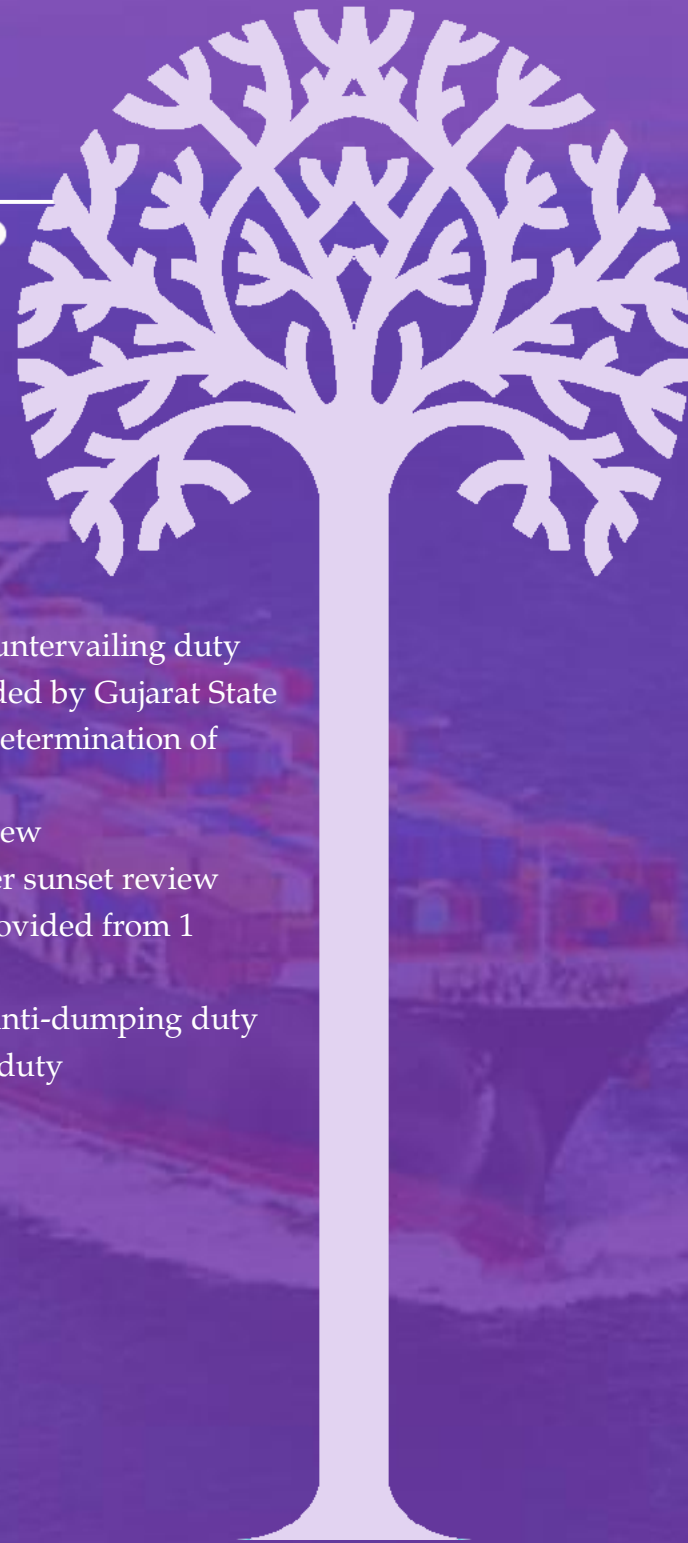 untervailing duty
ded by Gujarat State
etermination of
ew
er sunset review
ovided from 1
nti-dumping duty
duty